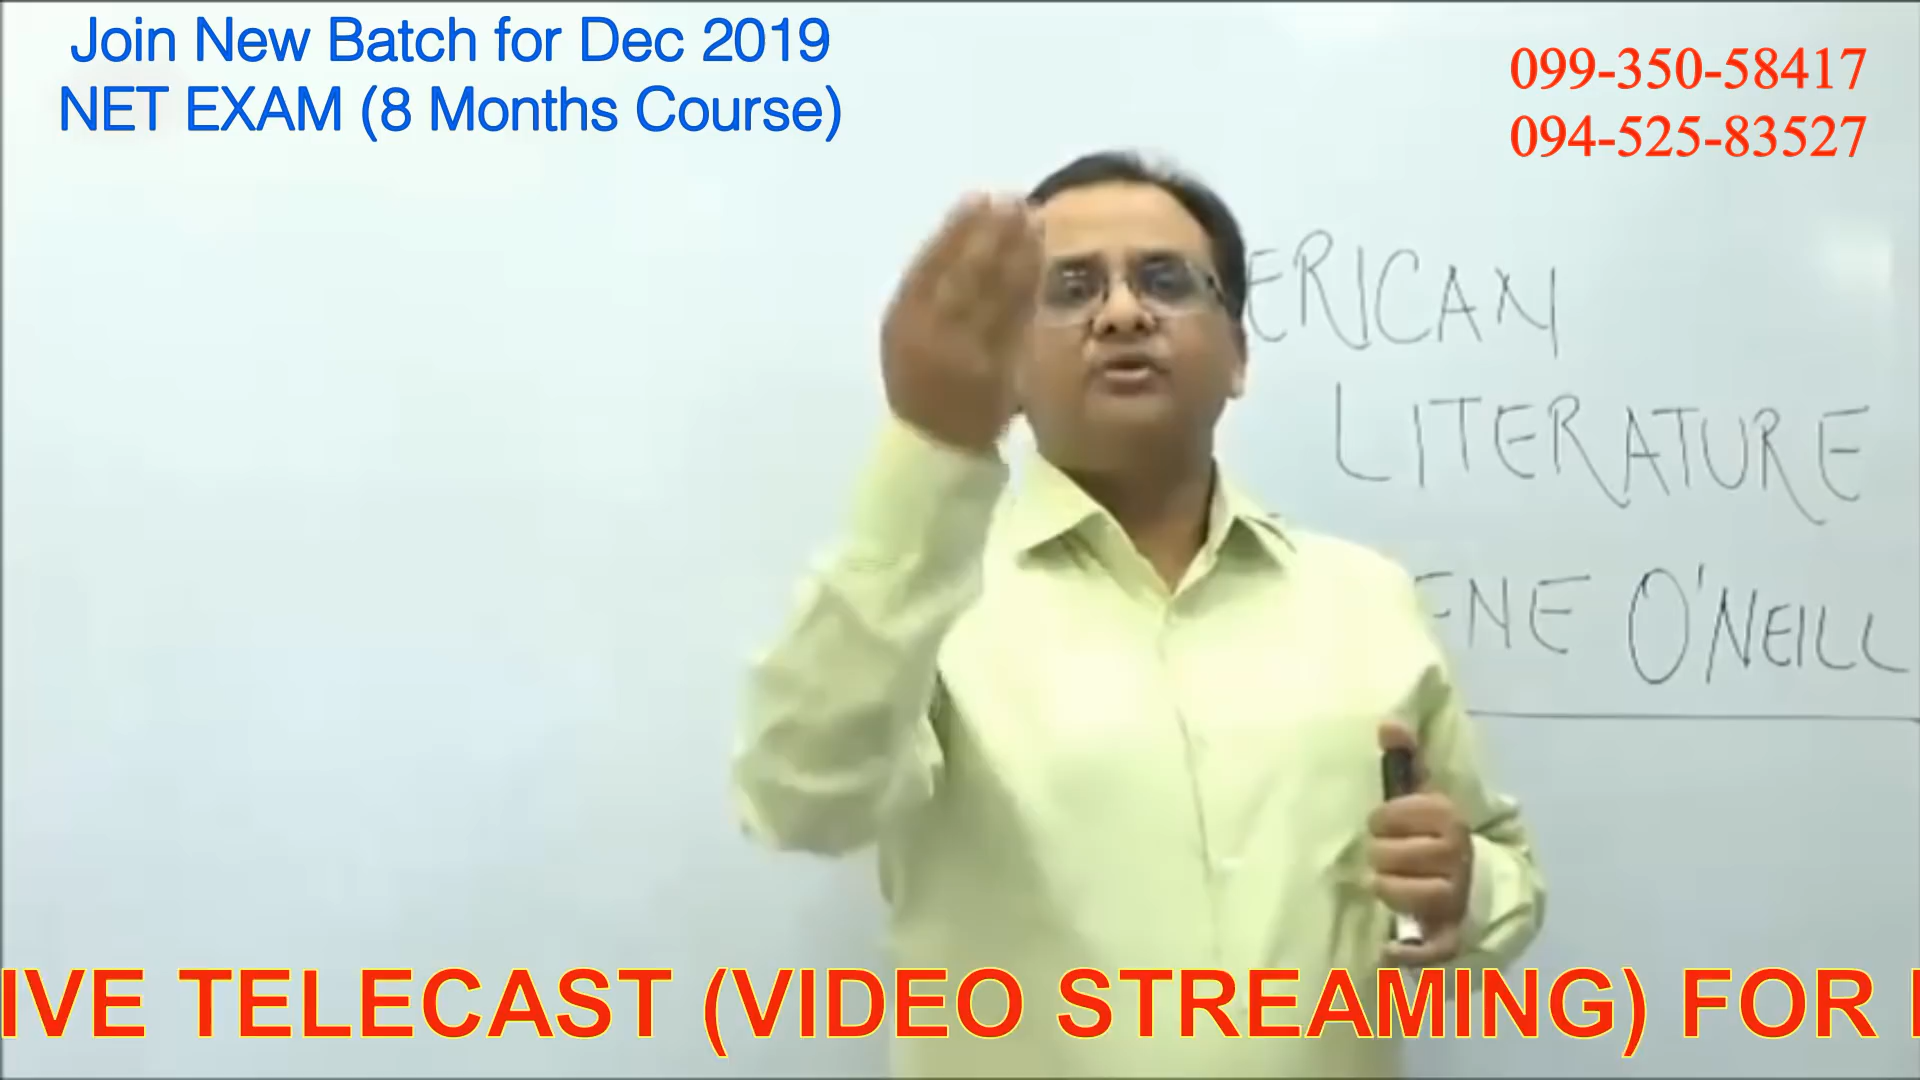 Join New Batch for Dec 2019
NET EXAM (8 Months Course)
099-350-58417
094-525-83527
ERICAN
LITERATURE
ENE O'NEILL
IVE TELECAST (VIDEO STREAMING) FOR